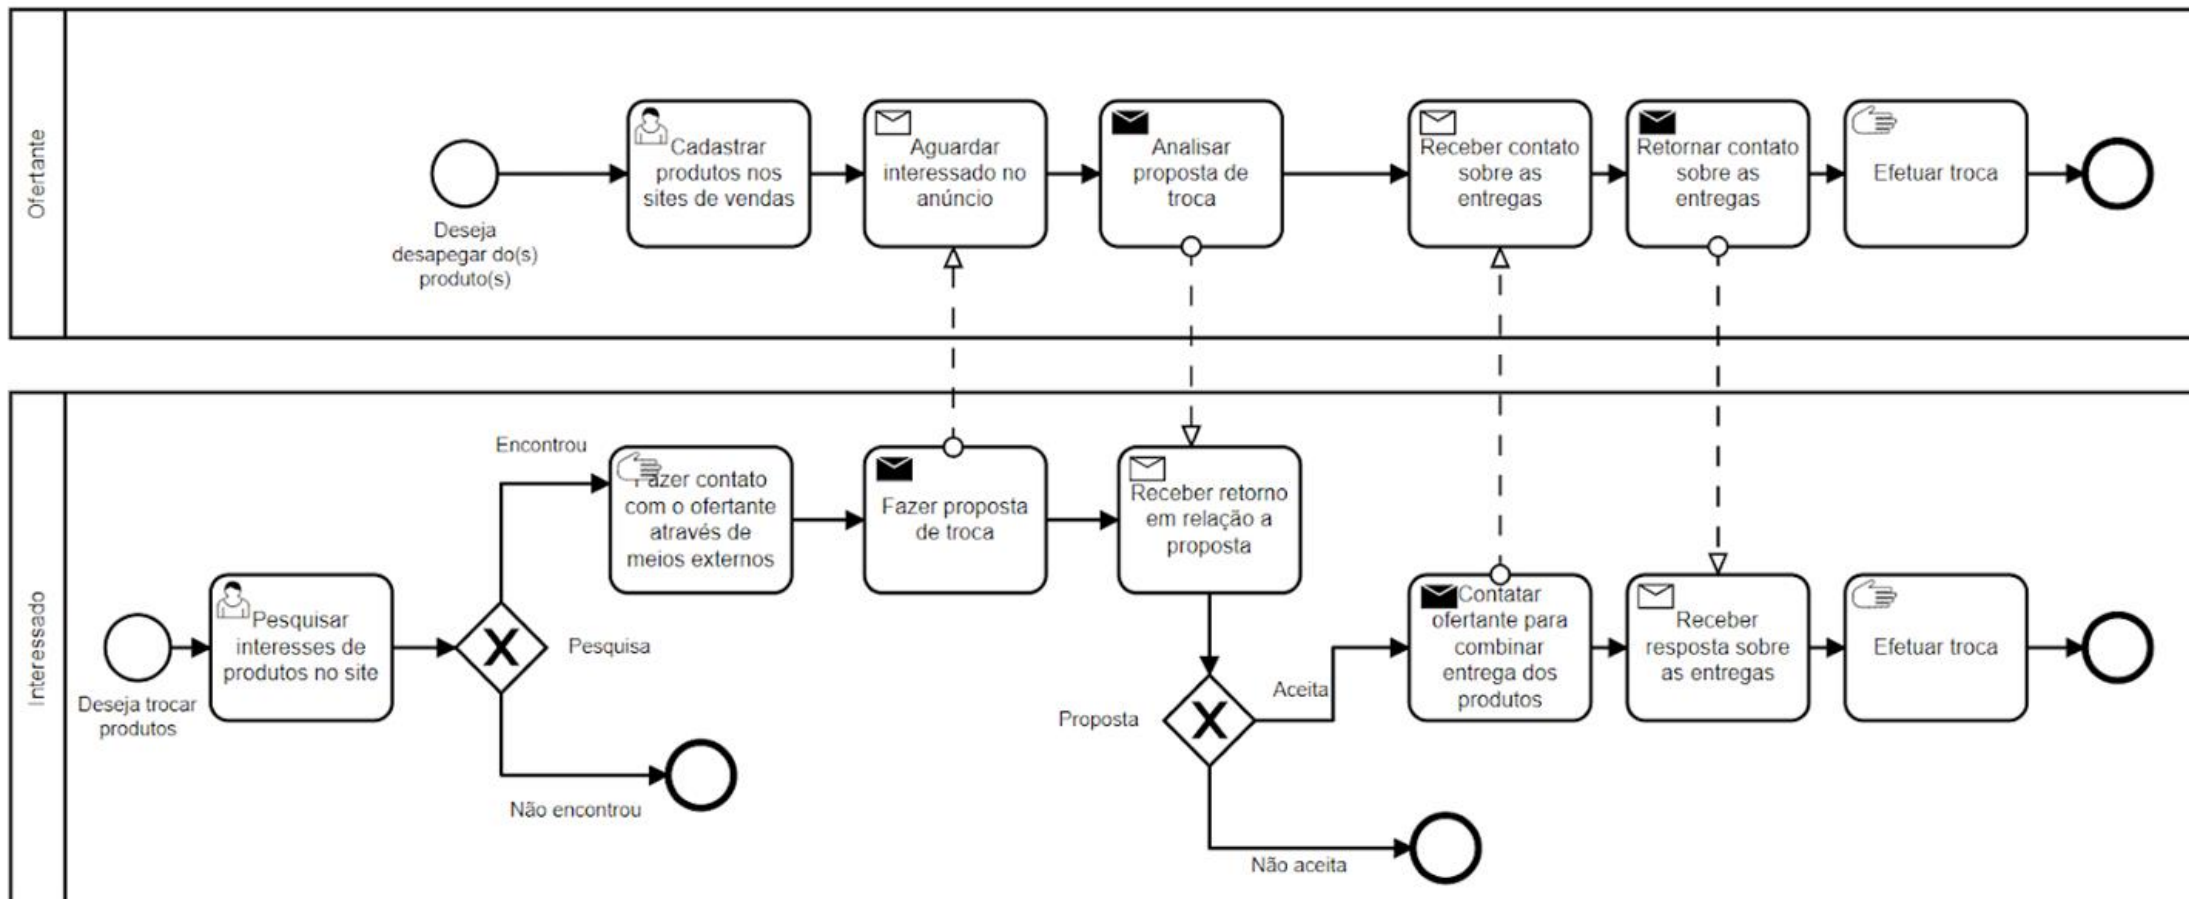 Ofertante
Deseja
desapegar do(s)
produto(s)
Cadastrar
produtos nos
sites de vendas
Aguardar
interessado no
anúncio
Analisar
proposta de
troca
Receber contato
sobre as
entregas
Retornar contato
sobre as
entregas
Efetuar troca
Interessado
Deseja trocar
produtos
Pesquisar
interesses de
produtos no site
Pesquisa
Encontrou
Não encontrou
Fazer contato
com o ofertante
através de
meios externos
Fazer proposta
de troca
Receber retorno
em relação a
proposta
Proposta
Aceita
Não aceita
Contatar
ofertante para
combinar
entrega dos
produtos
Receber
resposta sobre
as entregas
Efetuar troca